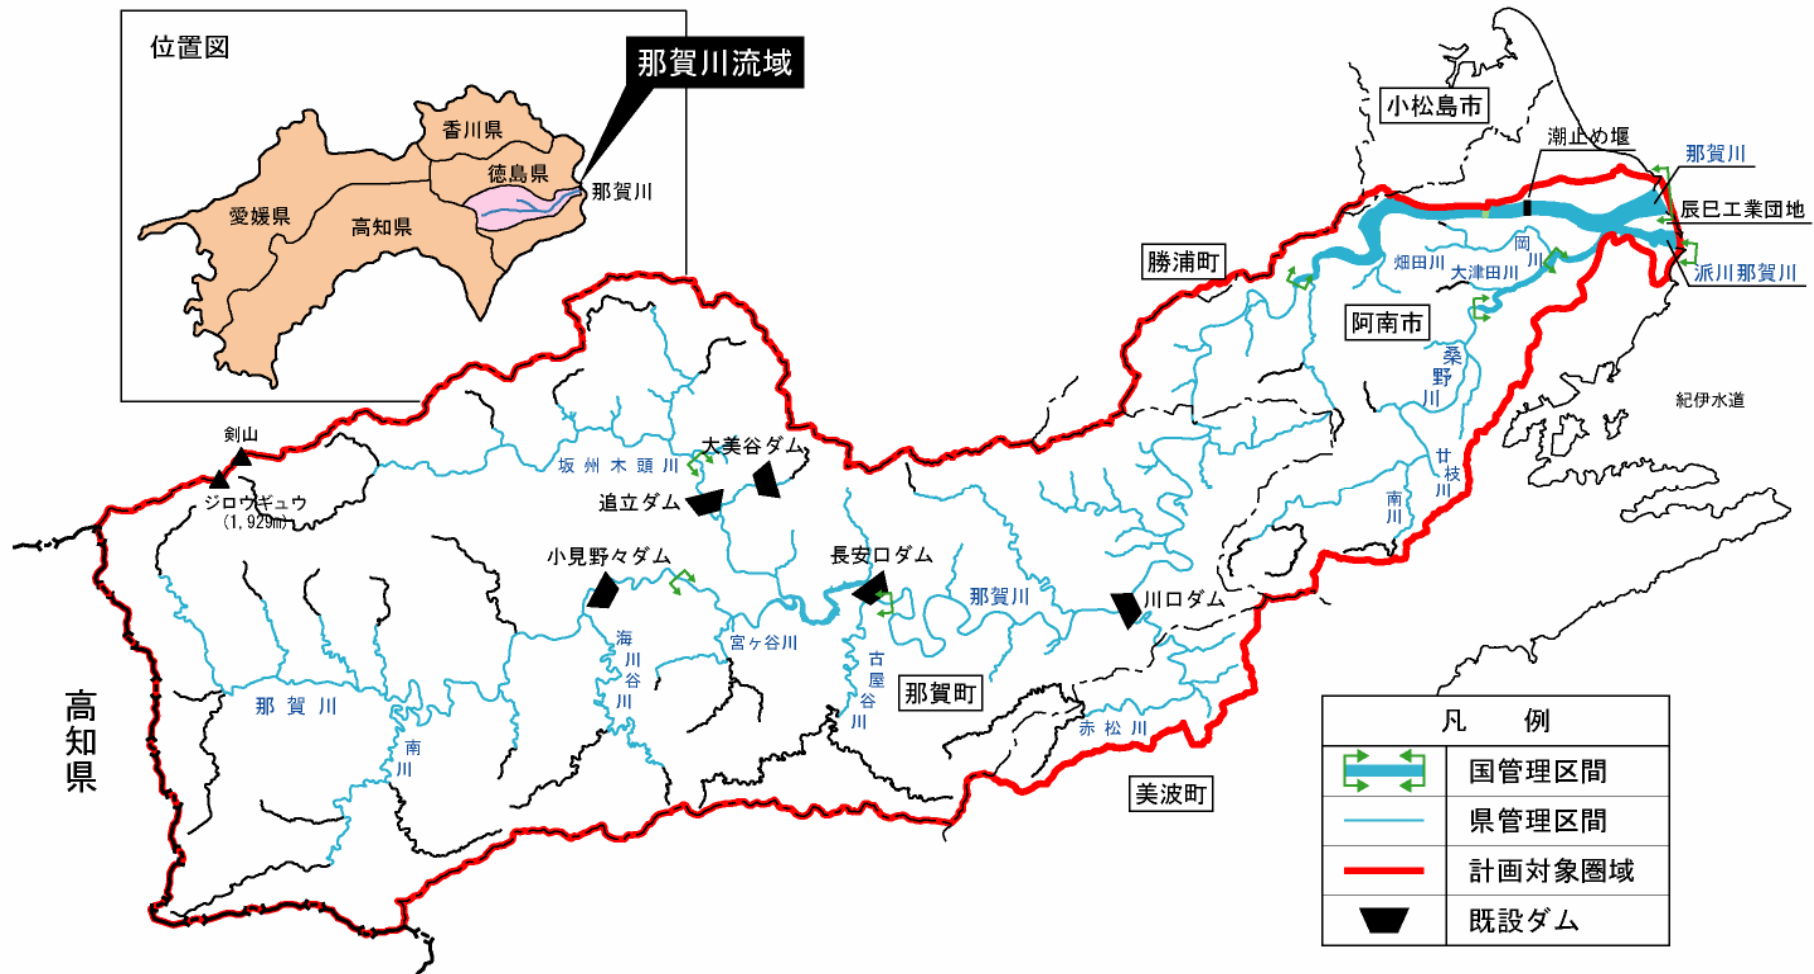 位置図
那賀川流域
香川県
徳島県
那賀川
愛媛県
高知県
小松島市
潮止め堰
那賀川
辰巳工業団地
派川那賀川
勝浦町
岡川
畑田川
大津田川
阿南市
桑野川
紀伊水道
廿枝川
南川
剣山
ジロウギュウ
(1,929m)
坂州木頭川
大美谷ダム
追立ダム
小見野々ダム
長安口ダム
那賀川
川口ダム
海川谷川
宮ヶ谷川
古屋谷川
那賀町
那賀川
南川
赤松川
美波町
高知県
凡 例
国管理区間
県管理区間
計画対象圏域
既設ダム